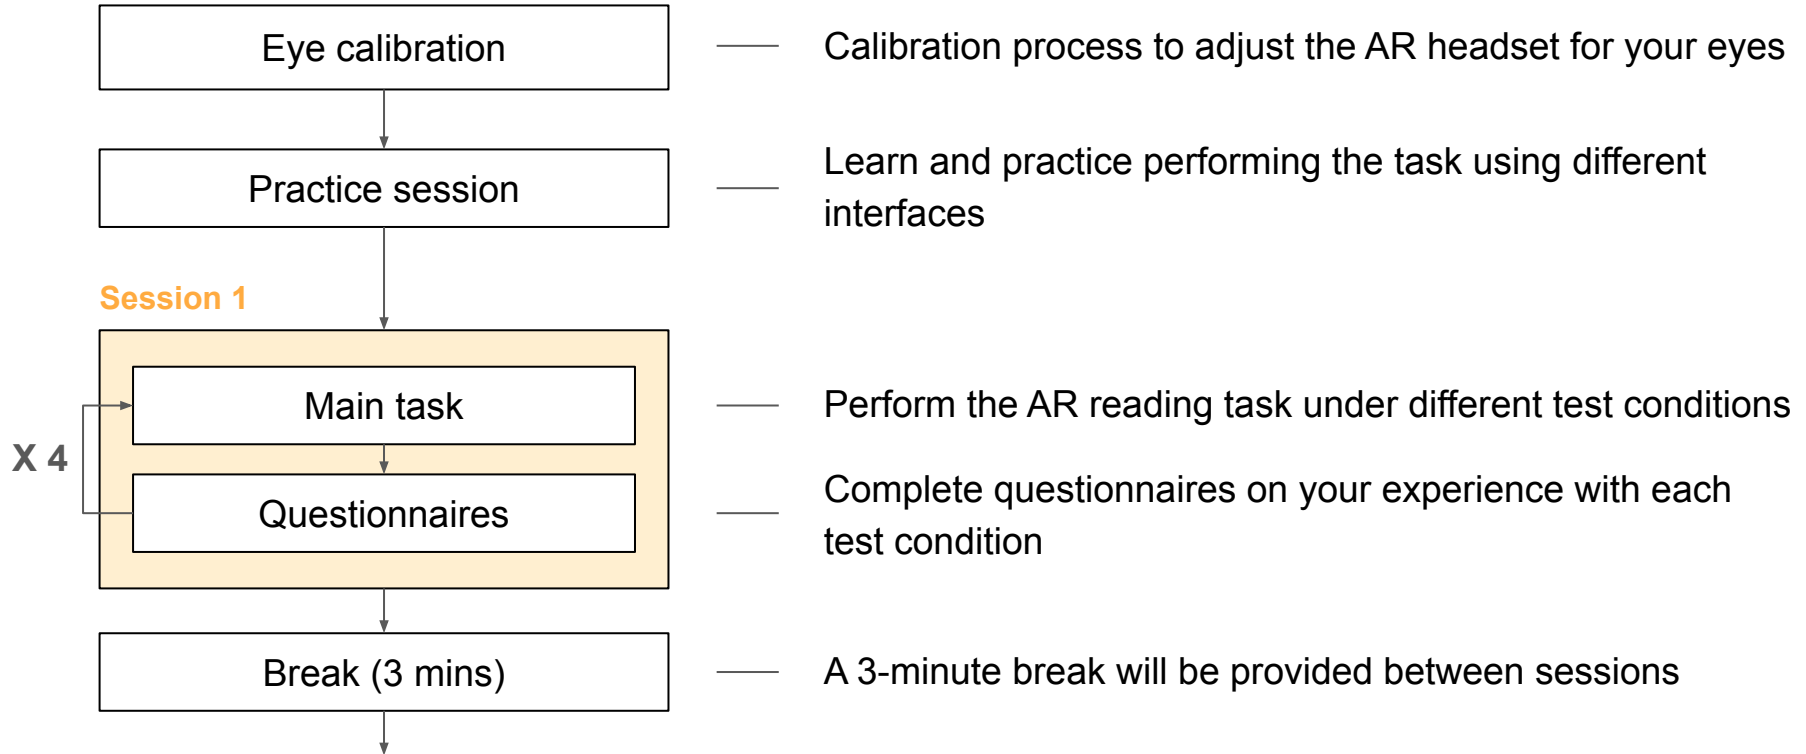 Eye calibration
Calibration process to adjust the AR headset for your eyes
Practice session
Learn and practice performing the task using different
interfaces
Session 1
Main task
Perform the AR reading task under different test conditions
X 4
Questionnaires
Complete questionnaires on your experience with each
test condition
Break (3 mins)
A 3-minute break will be provided between sessions